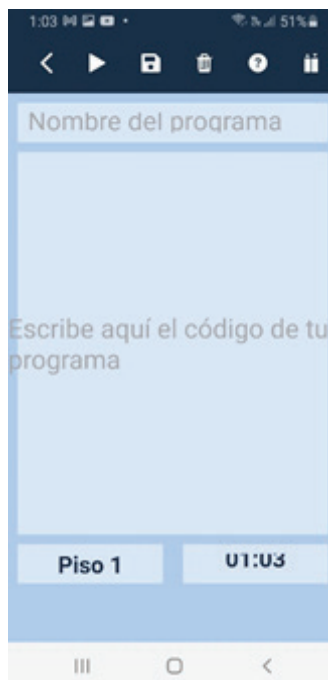 1:03 51%
Nombre del programa
Escribe aquí el código de tu
programa
Piso 1 01:03